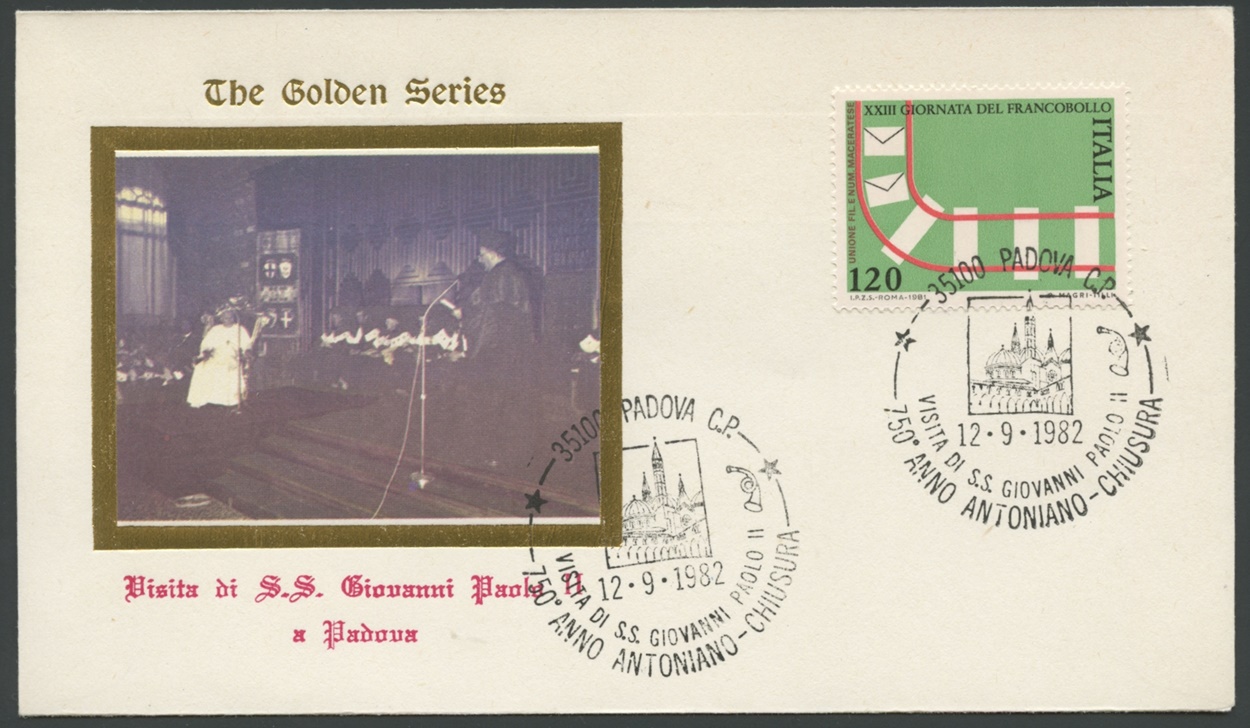 The Golden Series
XXIII GIORNATA DEL FRANCOBOLLO
ITALIA
UNIONE FIL.E NUM. MACERATESE
120
I.P.Z.S.-ROMA-1981
35100 PADOVA C.P.
12·9·1982
VISITA DI S.S. GIOVANNI PAOLO II
750° ANNO ANTONIANO-CHIUSURA
35100 PADOVA C.P.
12·9·1982
VISITA DI S.S. GIOVANNI PAOLO II
750° ANNO ANTONIANO-CHIUSURA
Visita di S.S. Giovanni Paolo II
a Padova